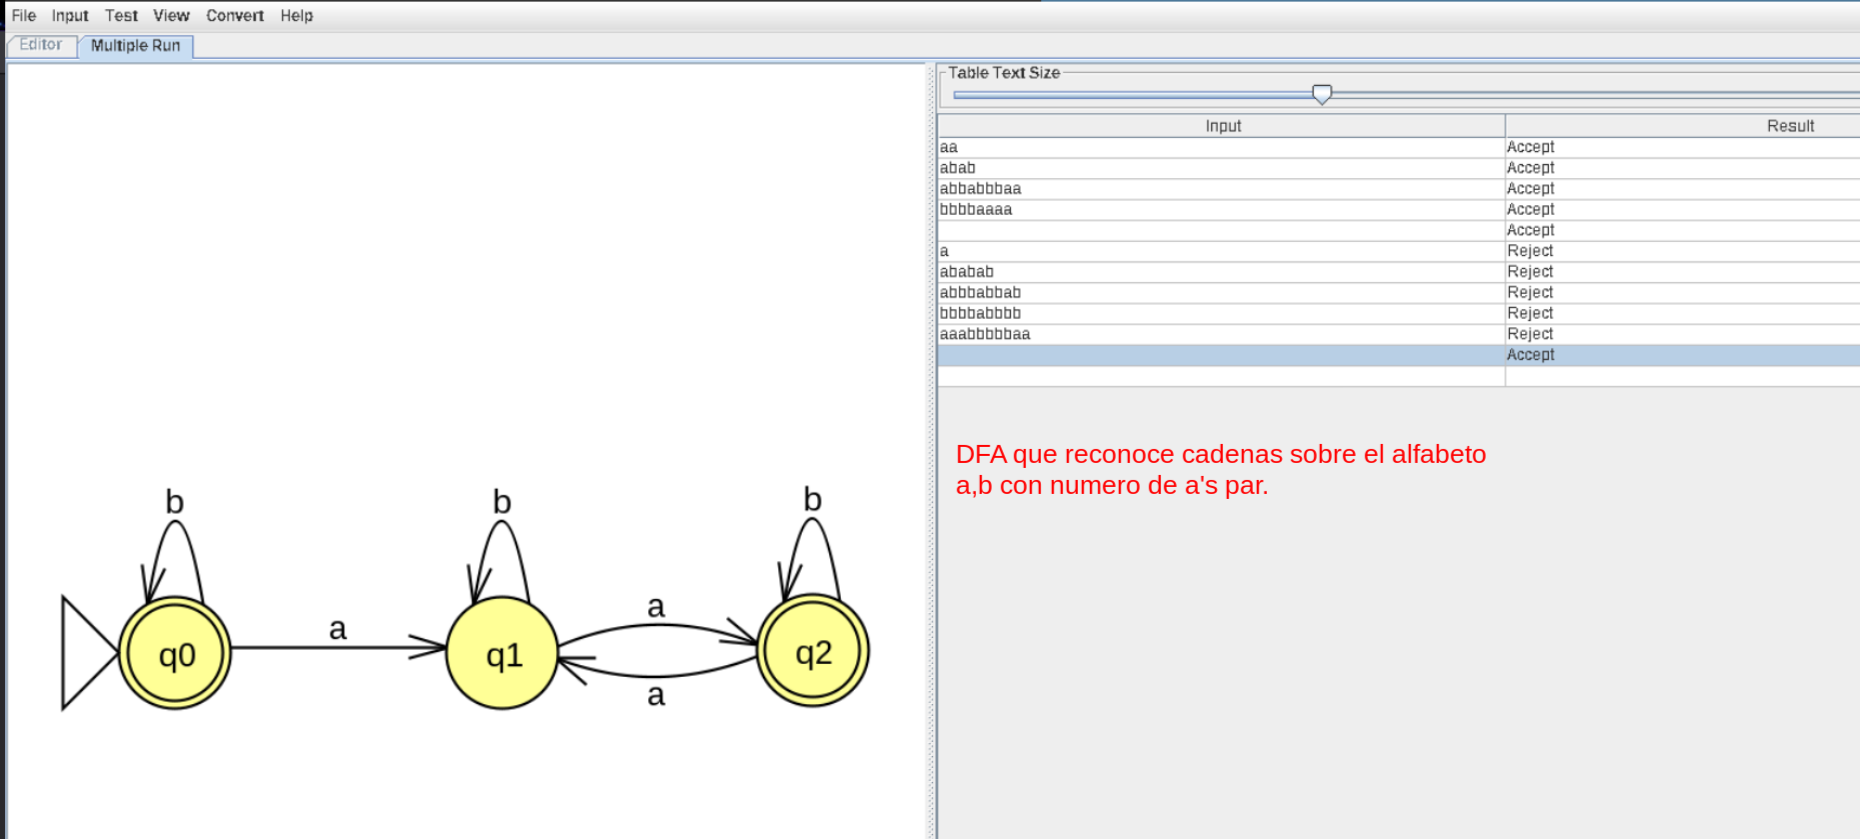 File Input Test View Convert Help
Editor Multiple Run
Table Text Size
Input Result
aa Accept
abab Accept
abbabbbaa Accept
bbbbaaaa Accept
Accept
a Reject
ababab Reject
abbbabbab Reject
bbbbabbbb Reject
aaabbbbbaa Reject
Accept
DFA que reconoce cadenas sobre el alfabeto
a,b con numero de a's par.
b b b
a a
q0 q1 q2
a